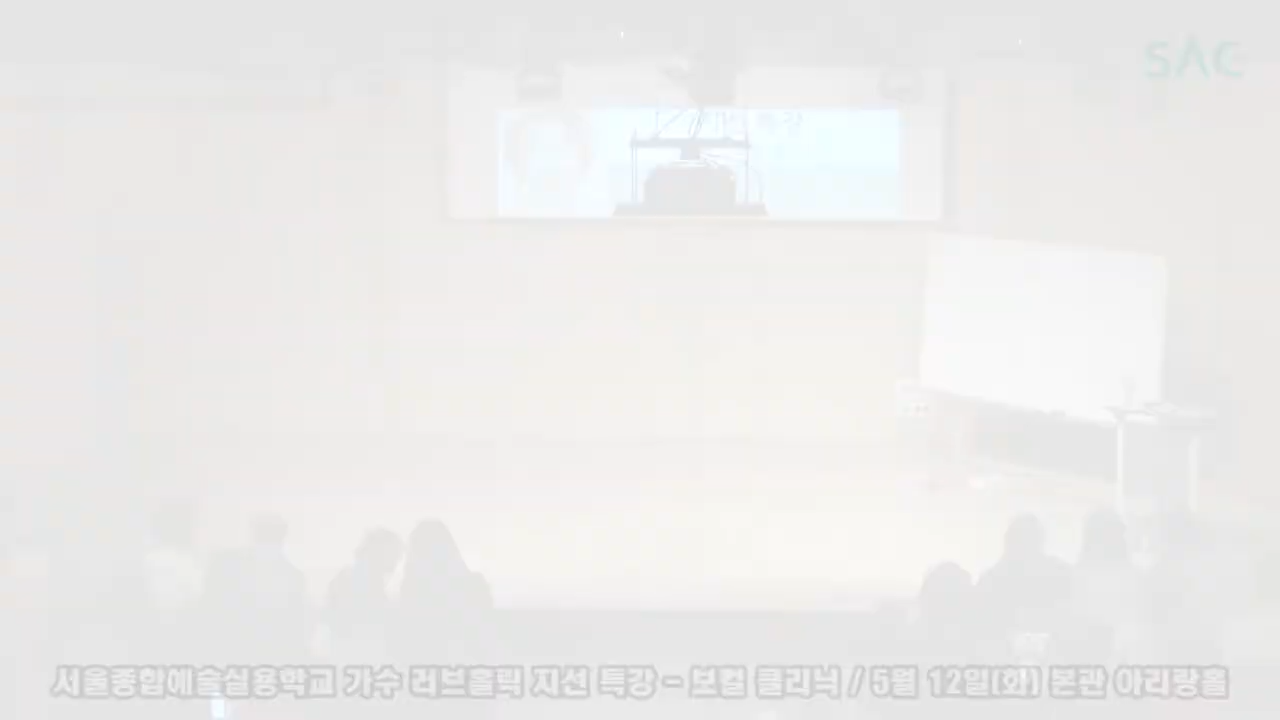 SAC
특강
서울종합예술실용학교 가수 러브홀릭 지선 특강 - 보컬 클리닉 / 5월 12일(화) 본관 아리랑홀